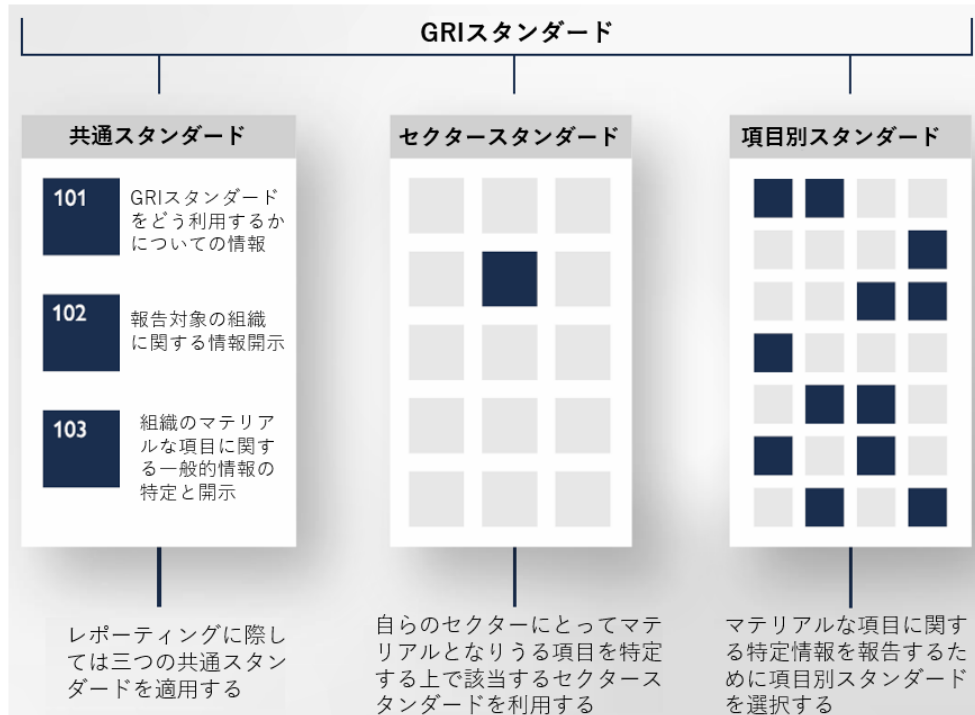 GRIスタンダード
共通スタンダード
101
GRIスタンダード
をどう利用するか
についての情報
102
報告対象の組織
に関する情報開示
103
組織のマテリア
ルな項目に関す
る一般的情報の
特定と開示
レポーティングに際し
ては三つの共通スタン
ダードを適用する
セクタースタンダード
自らのセクターにとってマテ
リアルとなりうる項目を特定
する上で該当するセクタース
タンダードを利用する
項目別スタンダード
マテリアルな項目に関す
る特定情報を報告するた
めに項目別スタンダード
を選択する